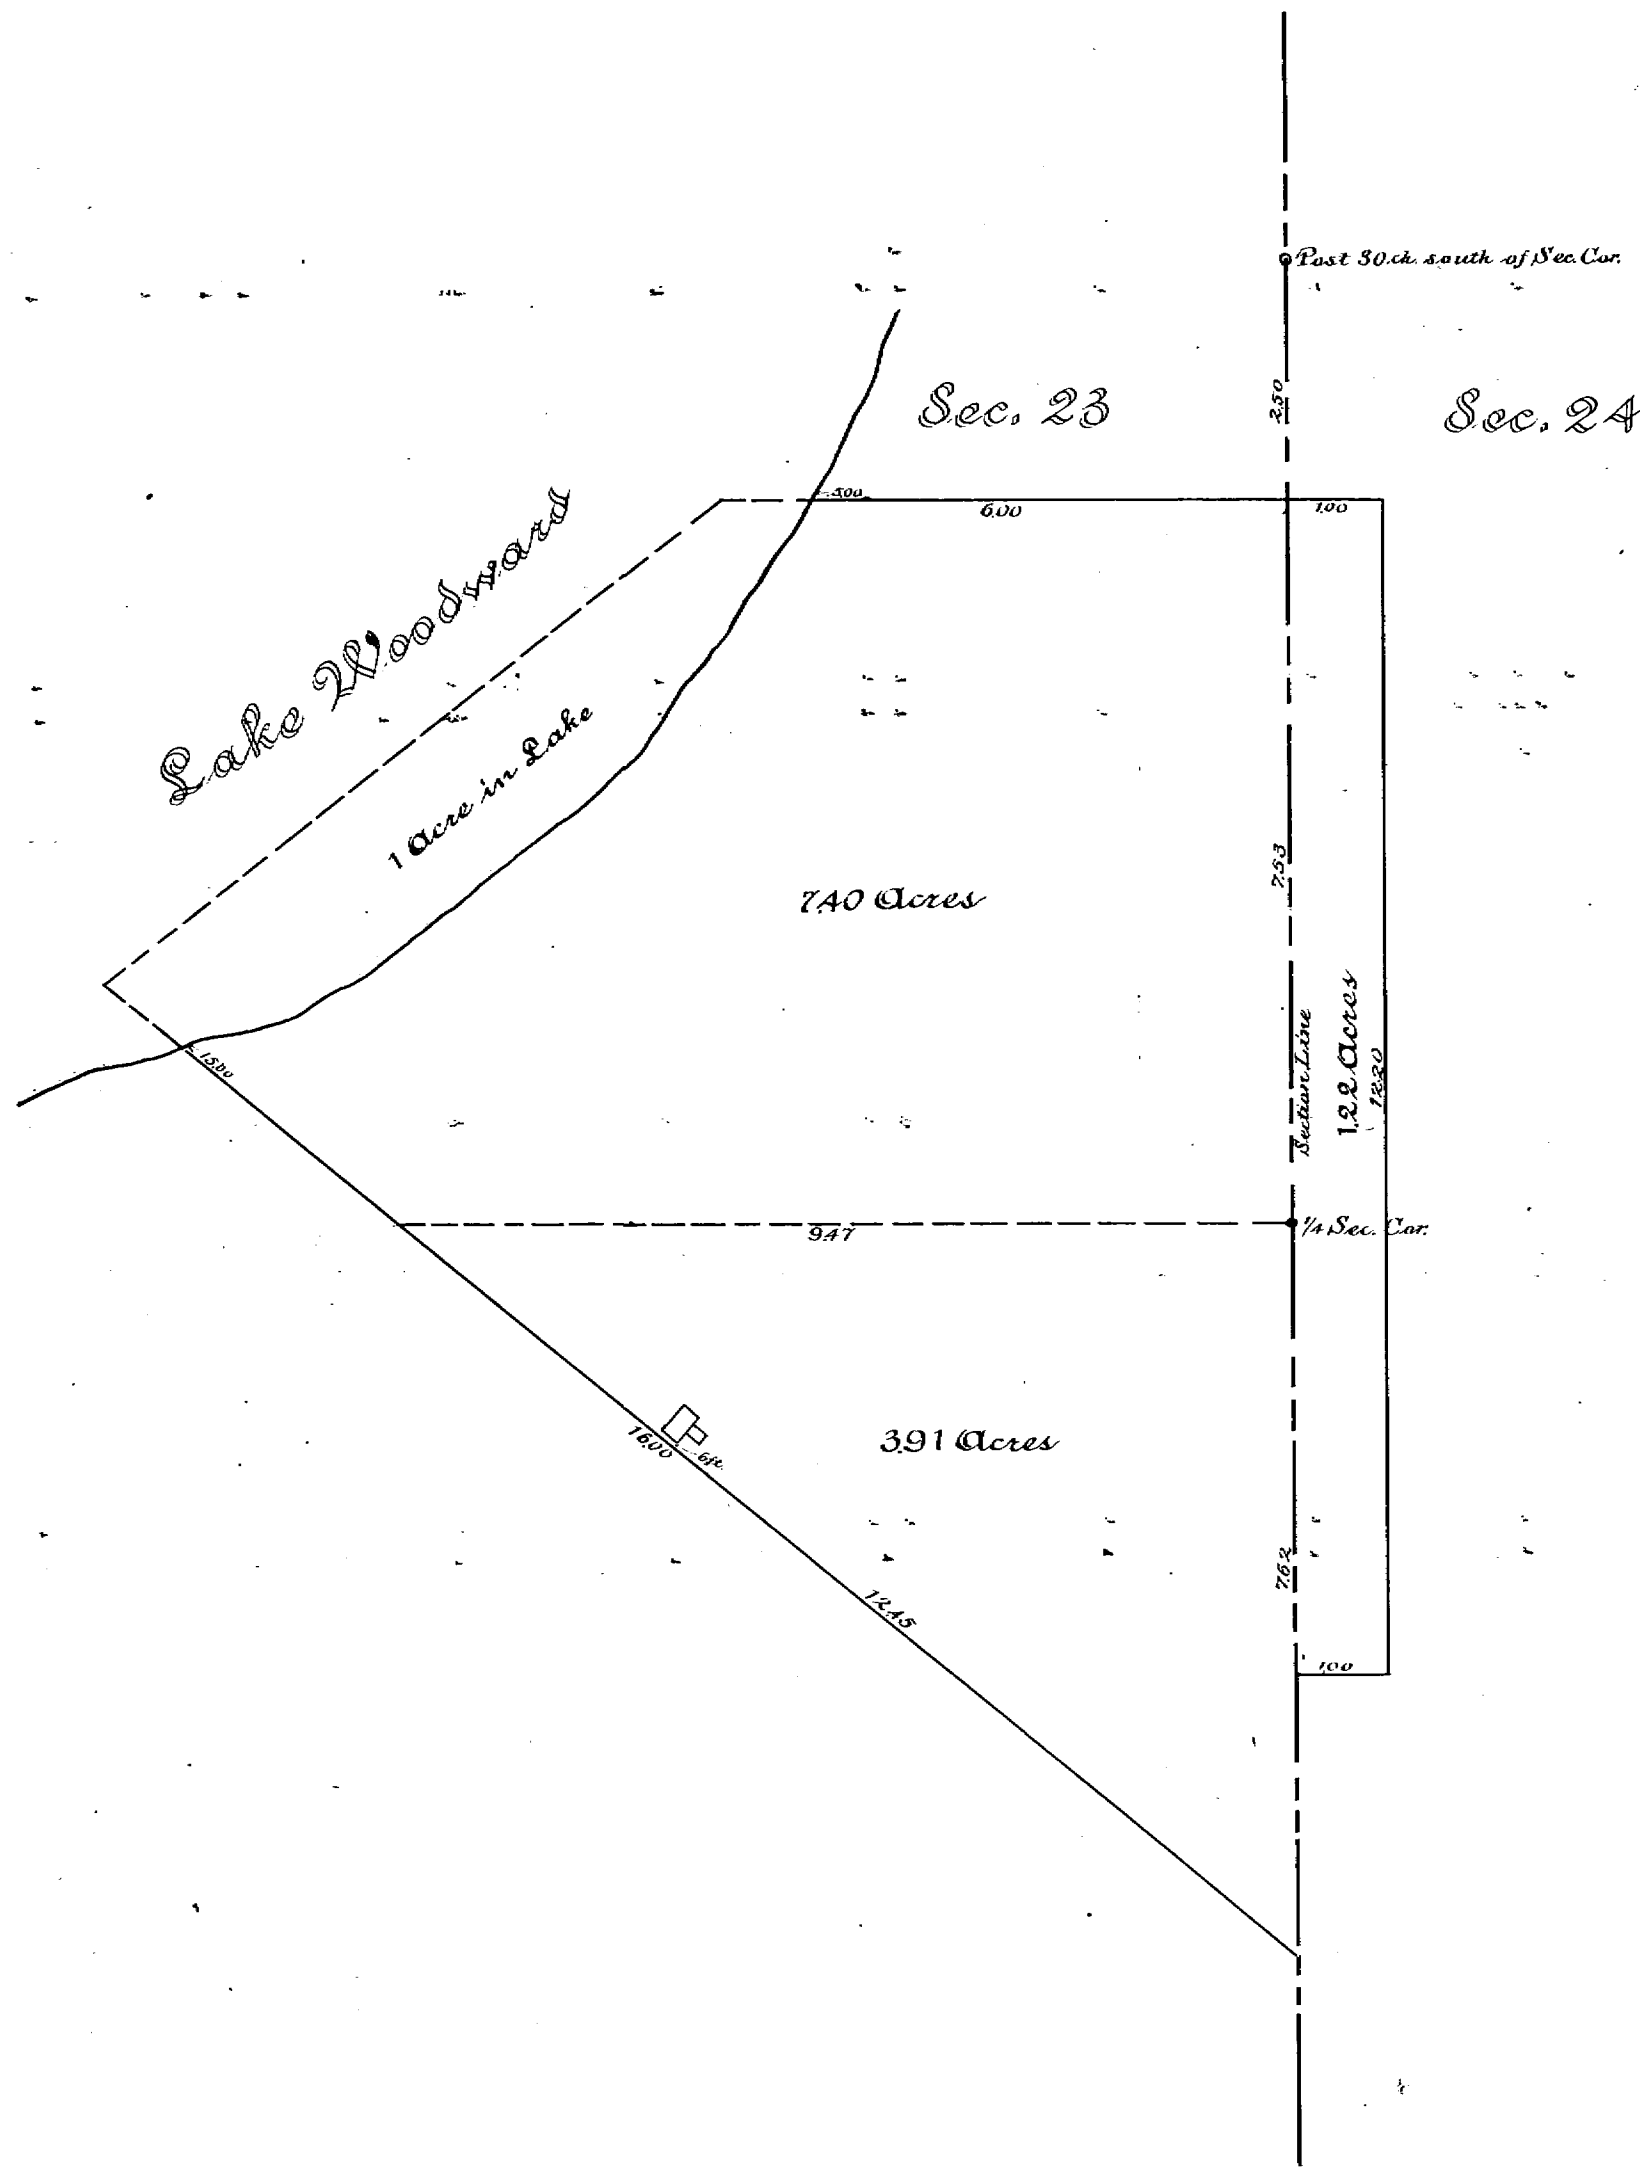 Post 30 ch. south of Sec. Cor.
2.50
Sec. 23
Sec. 24
5.00
6.00
1.00
Lake Woodward
1 Acre in Lake
7.53
7.40 Acres
Section Line
1.22 Acres
12.20
15.00
9.47
1/4 Sec. Cor.
16.00
6 ft.
3.91 Acres
7.62
12.45
1.00